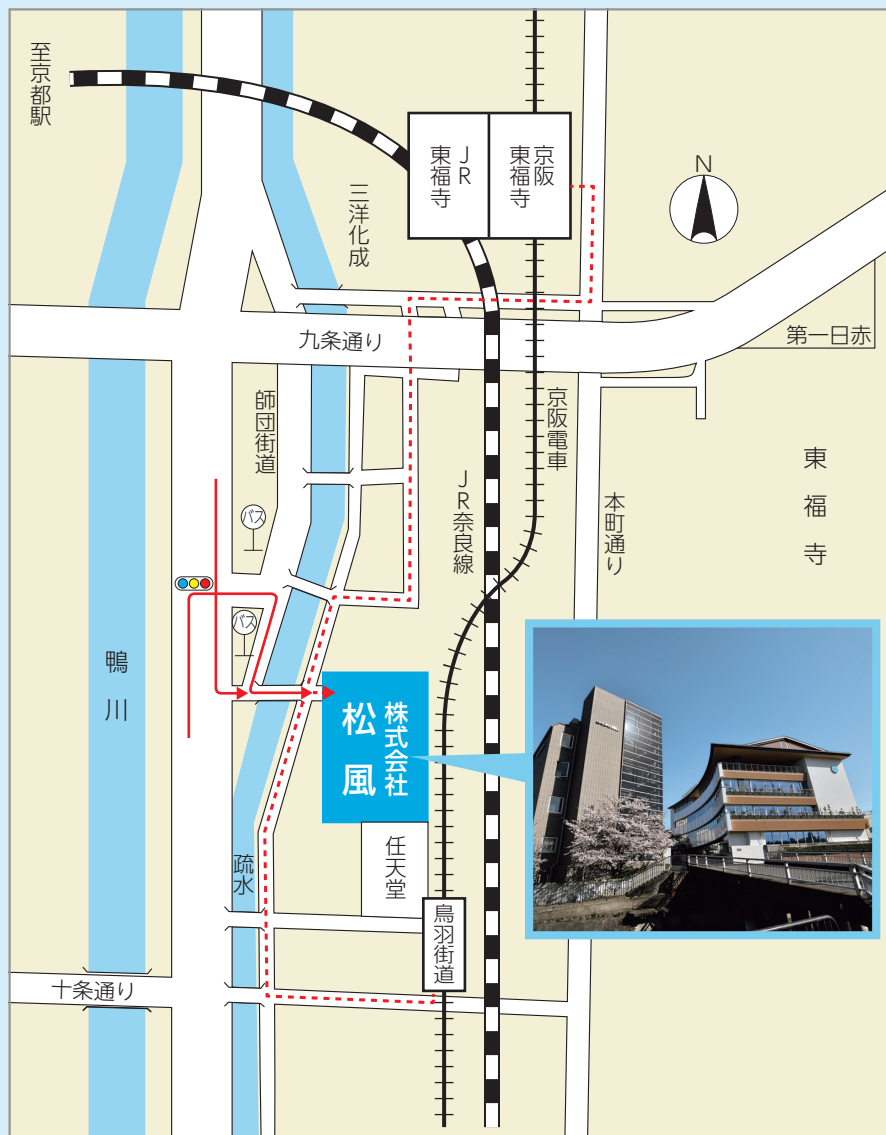 至京都駅
三洋化成
JR
東福寺
京阪
東福寺
N
九条通り
第一日赤
師団街道
京阪電車
JR奈良線
本町通り
東福寺
バス
バス
鴨川
株式会社
松風
任天堂
疏水
鳥羽街道
十条通り